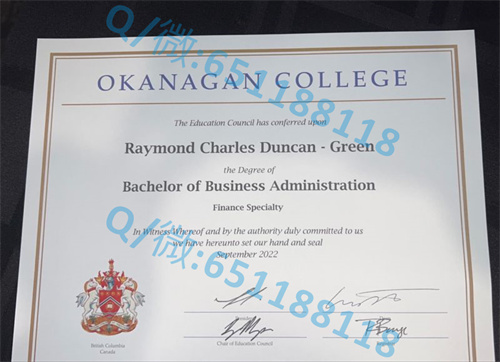 OKANAGAN COLLEGE
The Education Council has conferred upon
Raymond Charles Duncan - Green
the Degree of
Bachelor of Business Administration
Finance Specialty
In Witness Whereof and by the authority duly committed to us
we have hereunto set our hand and seal
September 2022
President
Chair of Education Council
British Columbia
Canada
Q/微:651188118
Q/微:651188118